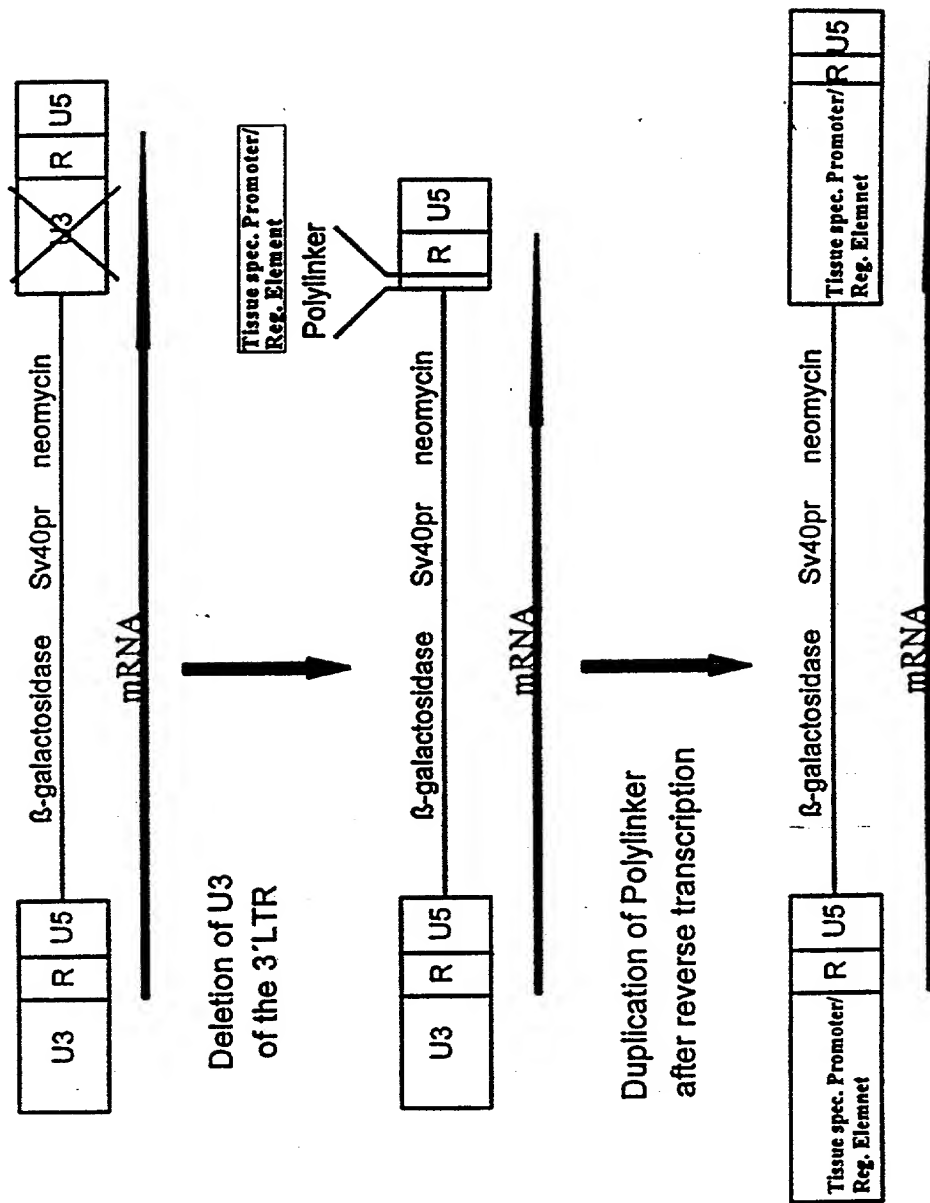 U3 R U5 ß-galactosidase Sv40pr neomycin U3 R U5
mRNA
Deletion of U3
of the 3´LTR
Tissue spec. Promoter/
Reg. Element
Polylinker
U3 R U5 ß-galactosidase Sv40pr neomycin R U5
mRNA
Duplication of Polylinker
after reverse transcription
Tissue spec. Promoter/
Reg. Elemnet
R U5 ß-galactosidase Sv40pr neomycin
Tissue spec. Promoter/
Reg. Elemnet
R U5
mRNA